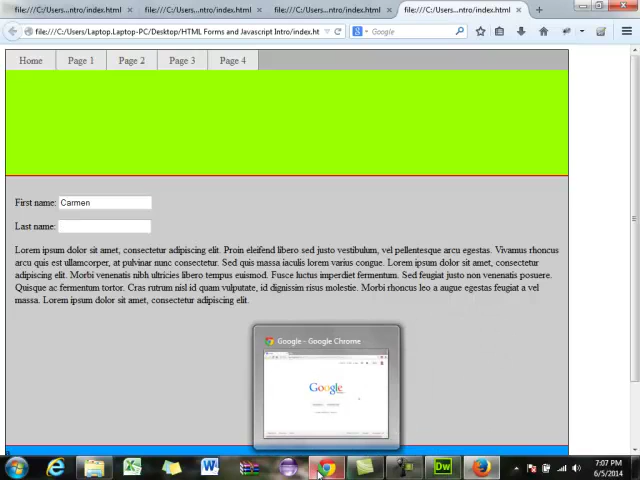 file:///C:/Users...ntro/index.html
file:///C:/Users...ntro/index.html
file:///C:/Users...ntro/index.html
file:///C:/Users...ntro/index.html
file:///C:/Users/Laptop.Laptop-PC/Desktop/HTML Forms and Javascript Intro/index.ht
Google
Home
Page 1
Page 2
Page 3
Page 4
First name: Carmen
Last name:
Lorem ipsum dolor sit amet, consectetur adipiscing elit. Proin eleifend libero sed justo vestibulum, vel pellentesque arcu egestas. Vivamus rhoncus
arcu quis est ullamcorper, at pulvinar nunc consectetur. Sed quis massa iaculis lorem varius congue. Lorem ipsum dolor sit amet, consectetur
adipiscing elit. Morbi venenatis nibh ultricies libero tempus euismod. Fusce luctus imperdiet fermentum. Sed feugiat justo non venenatis posuere.
Quisque ac fermentum tortor. Cras rutrum nisl id quam vulputate, id dignissim risus molestie. Morbi rhoncus leo a augue egestas feugiat a vel
massa. Lorem ipsum dolor sit amet, consectetur adipiscing elit.
Google - Google Chrome
Google
Dw
7:07 PM
6/5/2014